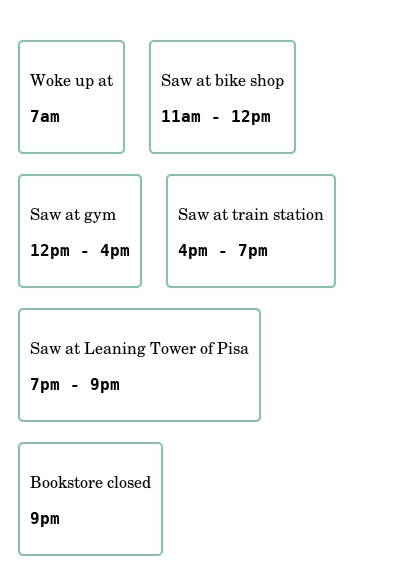 Woke up at
7am
Saw at bike shop
11am - 12pm
Saw at gym
12pm - 4pm
Saw at train station
4pm - 7pm
Saw at Leaning Tower of Pisa
7pm - 9pm
Bookstore closed
9pm